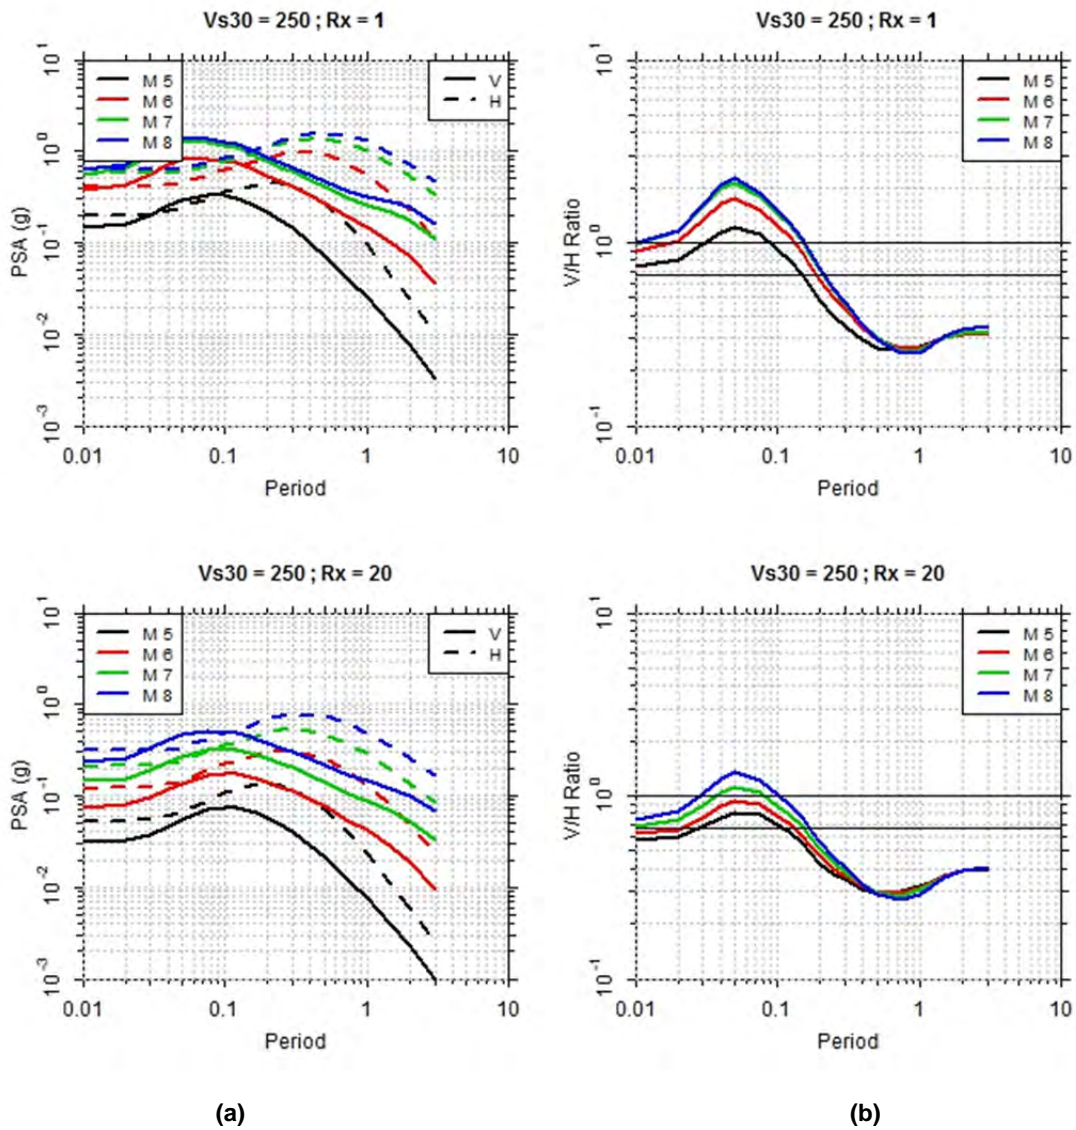 Vs30 = 250 ; Rx = 1
PSA (g)
10^1
10^0
10^-1
10^-2
10^-3
M 5
M 6
M 7
M 8
V
H
0.01 0.1 1 10
Period
Vs30 = 250 ; Rx = 1
V/H Ratio
10^1
10^0
10^-1
M 5
M 6
M 7
M 8
0.01 0.1 1 10
Period
Vs30 = 250 ; Rx = 20
PSA (g)
10^1
10^0
10^-1
10^-2
10^-3
M 5
M 6
M 7
M 8
V
H
0.01 0.1 1 10
Period
Vs30 = 250 ; Rx = 20
V/H Ratio
10^1
10^0
10^-1
M 5
M 6
M 7
M 8
0.01 0.1 1 10
Period
(a)
(b)